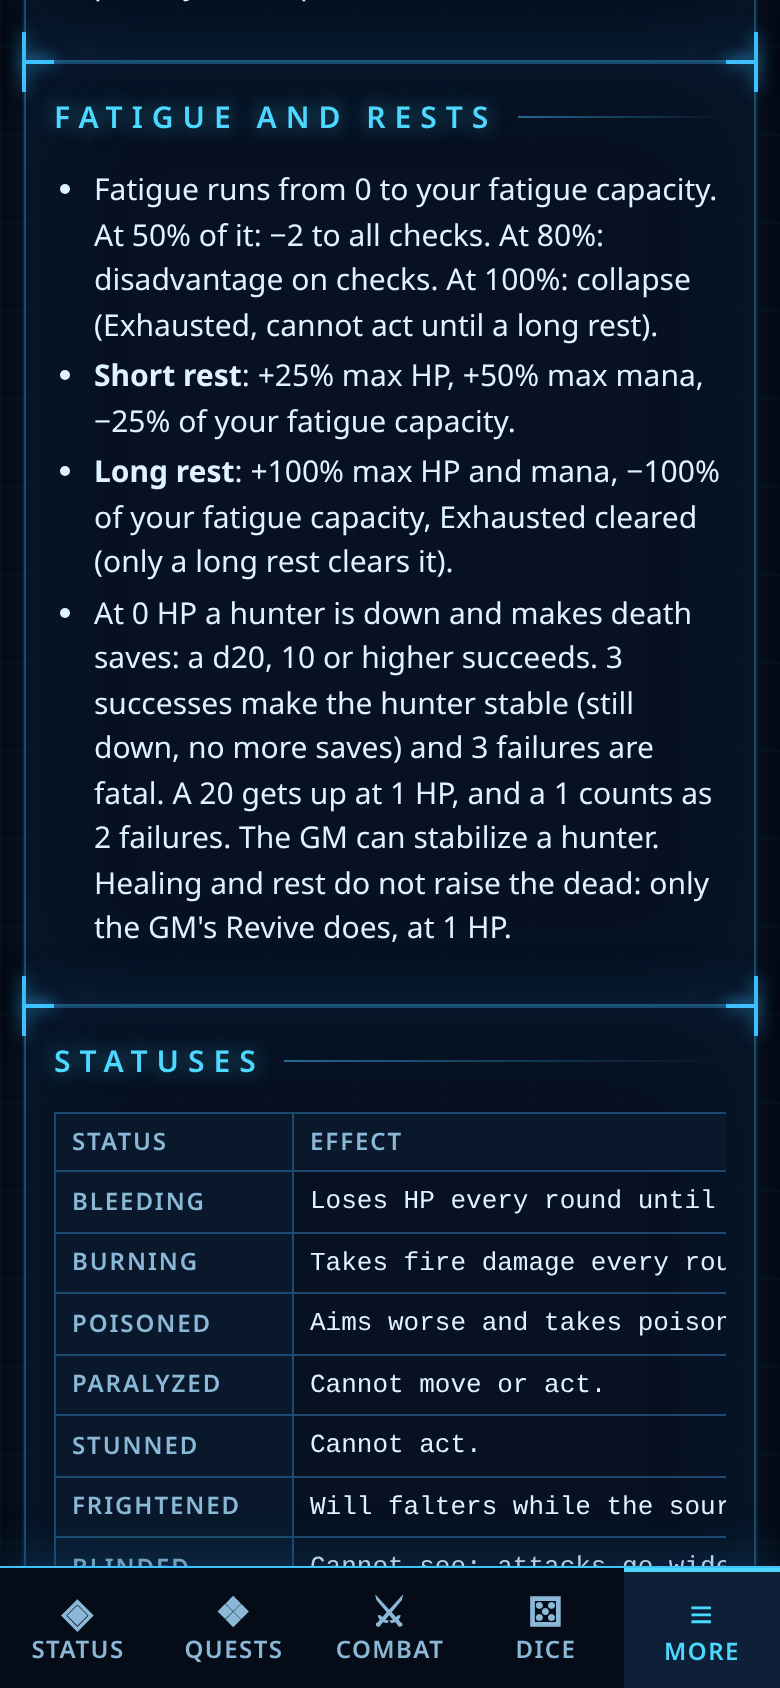 FATIGUE AND RESTS
• Fatigue runs from 0 to your fatigue capacity.
At 50% of it: −2 to all checks. At 80%:
disadvantage on checks. At 100%: collapse
(Exhausted, cannot act until a long rest).
• Short rest: +25% max HP, +50% max mana,
−25% of your fatigue capacity.
• Long rest: +100% max HP and mana, −100%
of your fatigue capacity, Exhausted cleared
(only a long rest clears it).
• At 0 HP a hunter is down and makes death
saves: a d20, 10 or higher succeeds. 3
successes make the hunter stable (still
down, no more saves) and 3 failures are
fatal. A 20 gets up at 1 HP, and a 1 counts as
2 failures. The GM can stabilize a hunter.
Healing and rest do not raise the dead: only
the GM's Revive does, at 1 HP.
STATUSES
STATUS EFFECT
BLEEDING Loses HP every round until
BURNING Takes fire damage every rou
POISONED Aims worse and takes poison
PARALYZED Cannot move or act.
STUNNED Cannot act.
FRIGHTENED Will falters while the sour
BLINDED Cannot see: attacks go wide
STATUS QUESTS COMBAT DICE MORE